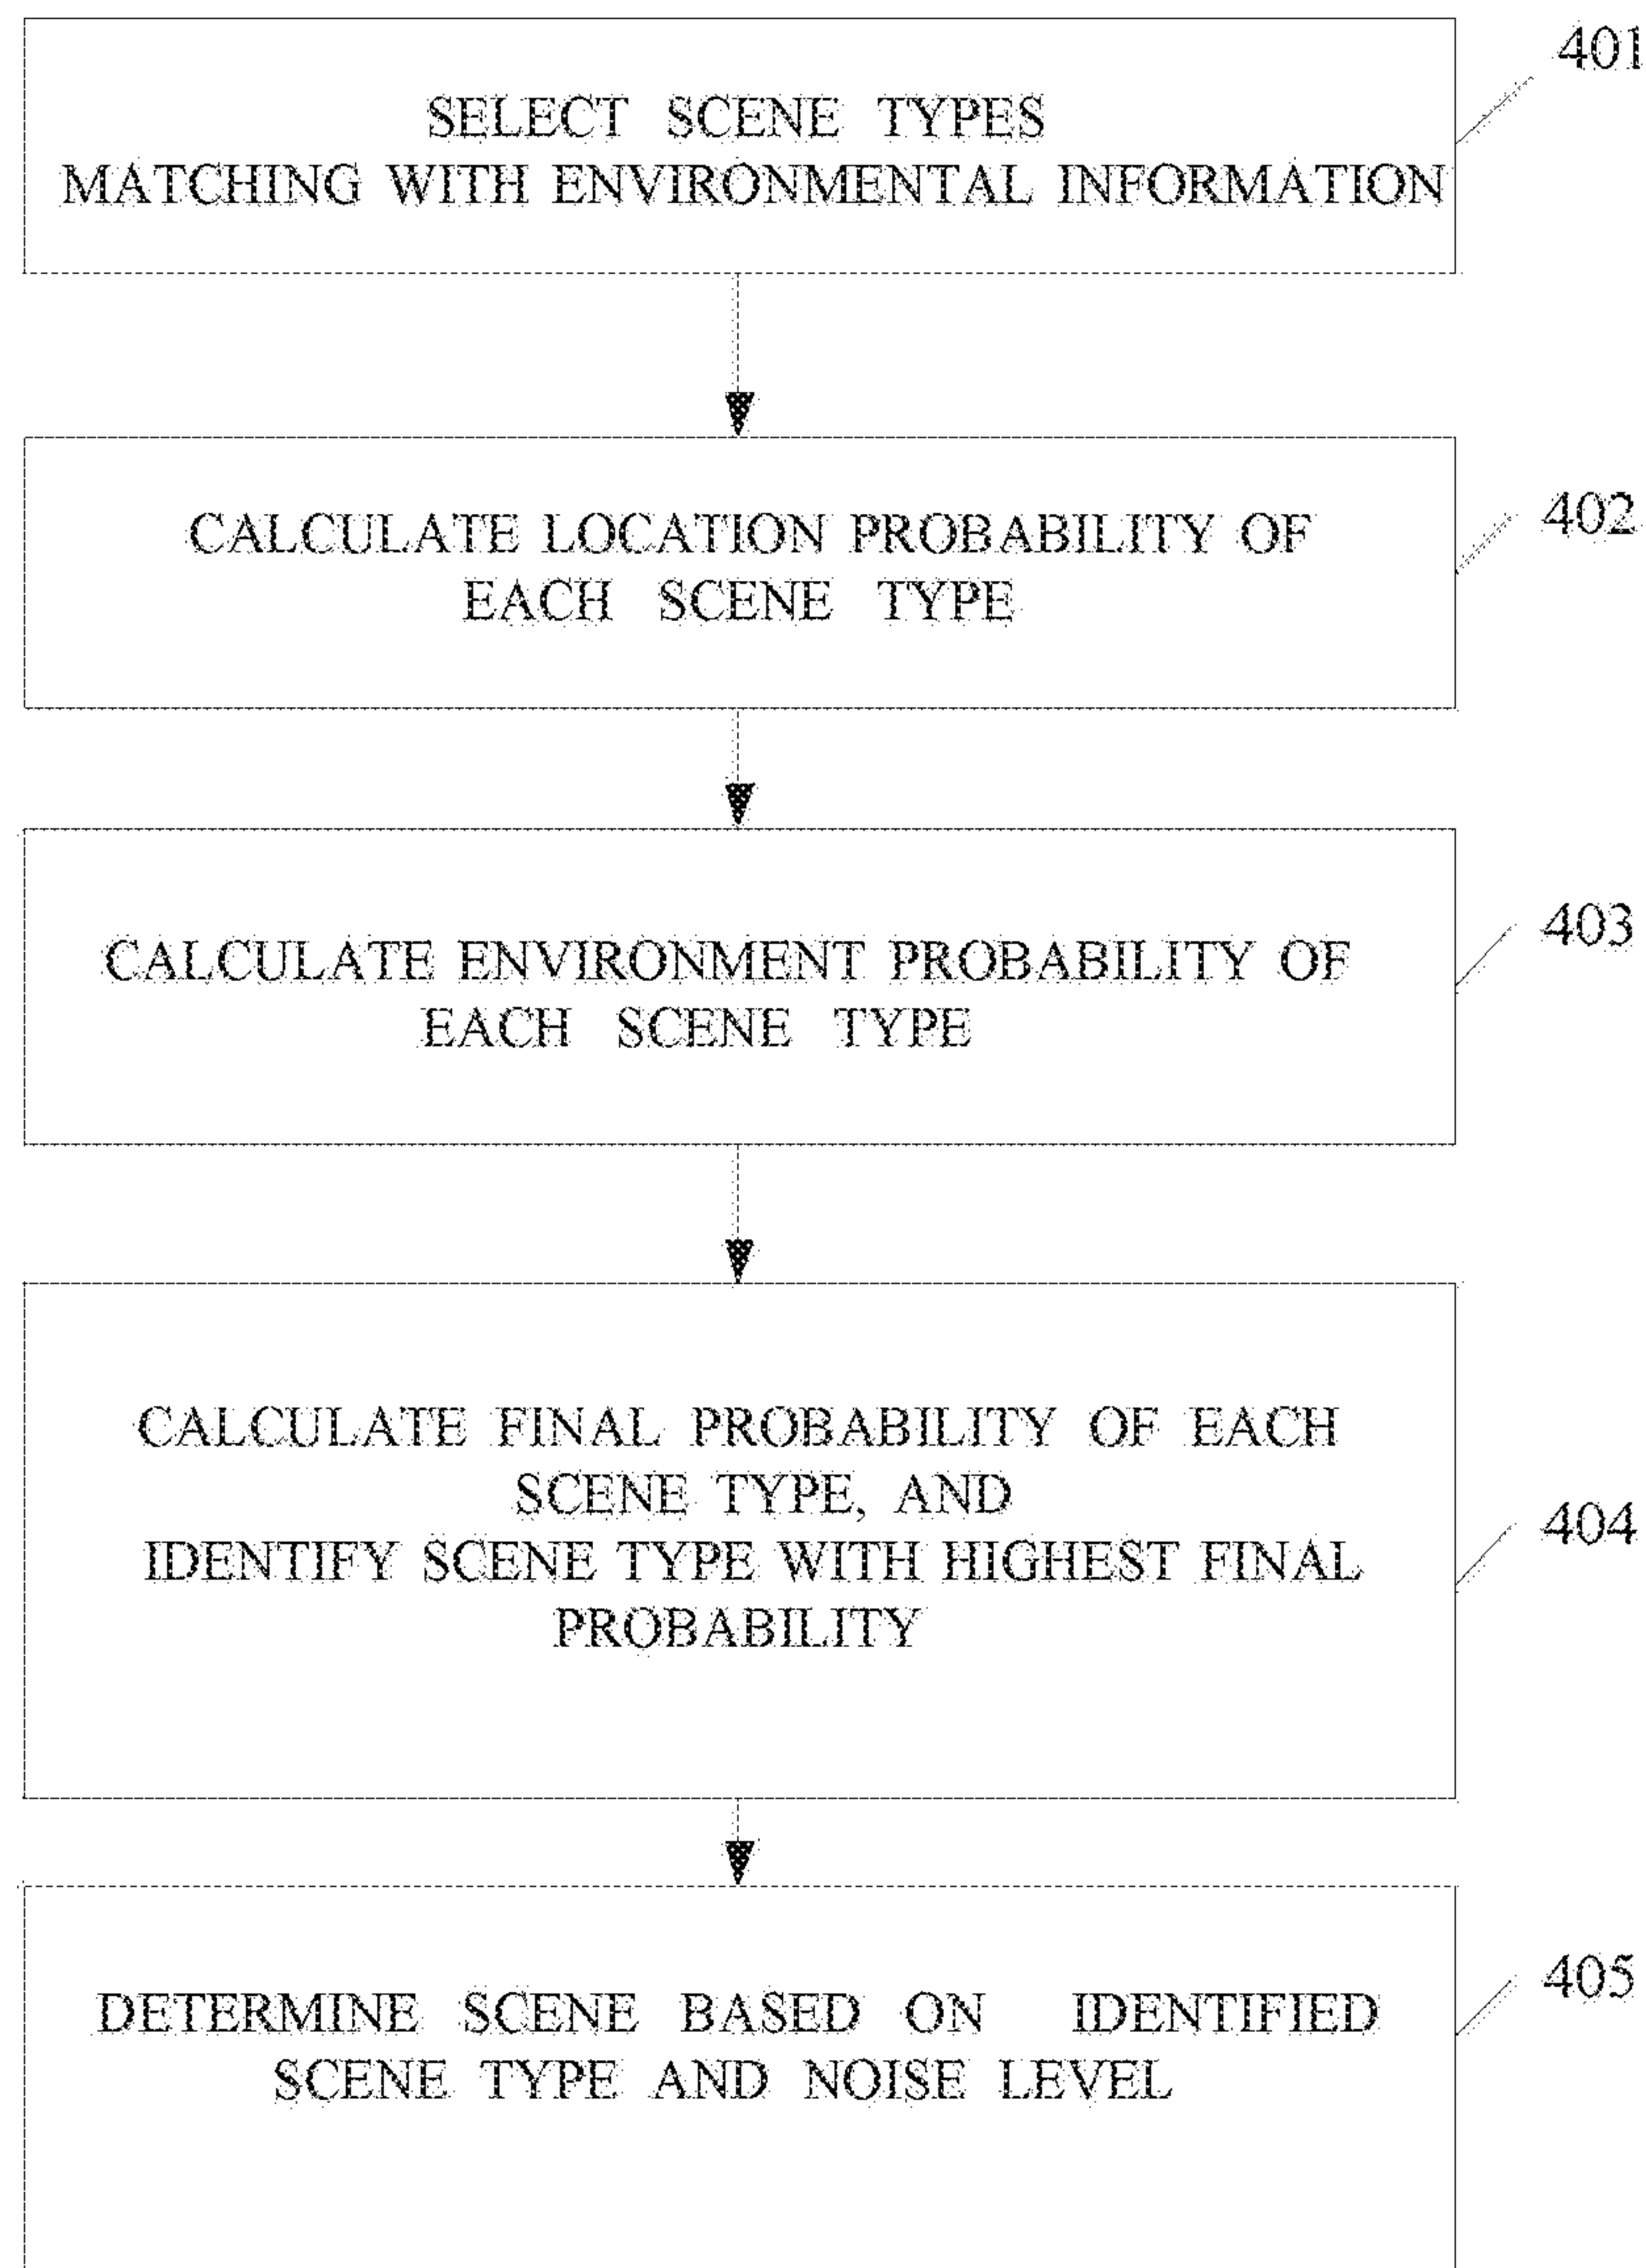 401
SELECT SCENE TYPES
MATCHING WITH ENVIRONMENTAL INFORMATION
402
CALCULATE LOCATION PROBABILITY OF
EACH SCENE TYPE
403
CALCULATE ENVIRONMENT PROBABILITY OF
EACH SCENE TYPE
CALCULATE FINAL PROBABILITY OF EACH
SCENE TYPE, AND
404
IDENTIFY SCENE TYPE WITH HIGHEST FINAL
PROBABILITY
405
DETERMINE SCENE BASED ON IDENTIFIED
SCENE TYPE AND NOISE LEVEL